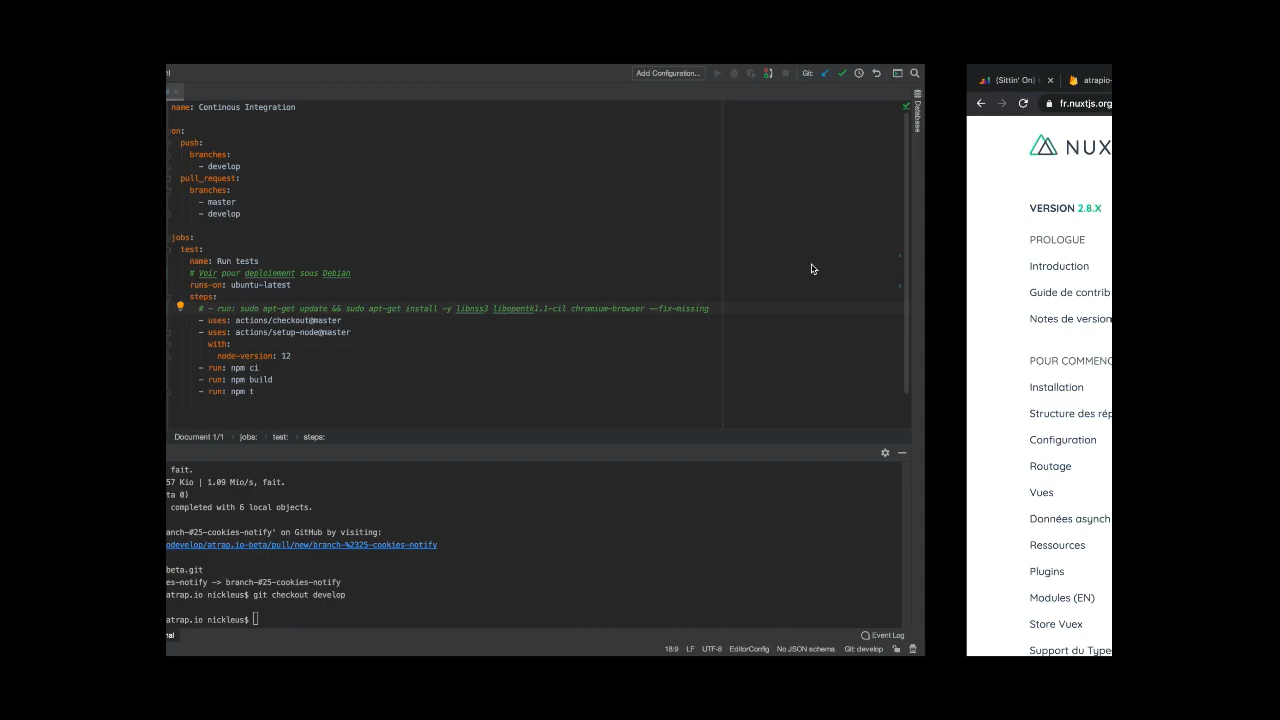 ml
Add Configuration...
Git:
Database
name: Continous Integration
on:
push:
branches:
- develop
pull_request:
branches:
- master
- develop
jobs:
test:
name: Run tests
# Voir pour deploiement sous Debian
runs-on: ubuntu-latest
steps:
# - run: sudo apt-get update && sudo apt-get install -y libnss3 libopentk1.1-cil chromium-browser --fix-missing
- uses: actions/checkout@master
- uses: actions/setup-node@master
with:
node-version: 12
- run: npm ci
- run: npm build
- run: npm t
Document 1/1
jobs:
test:
steps:
fait.
57 Kio | 1.09 Mio/s, fait.
ta 0)
completed with 6 local objects.
anch-#25-cookies-notify' on GitHub by visiting:
odevelop/atrap.io-beta/pull/new/branch-%2325-cookies-notify
beta.git
es-notify -> branch-#25-cookies-notify
atrap.io nickleus$ git checkout develop
atrap.io nickleus$
nal
Event Log
18:9 LF UTF-8 EditorConfig No JSON schema Git: develop
(Sittin' On)
atrapio-
fr.nuxtjs.org
NUX
VERSION 2.8.X
PROLOGUE
Introduction
Guide de contrib
Notes de version
POUR COMMENC
Installation
Structure des rép
Configuration
Routage
Vues
Données asynch
Ressources
Plugins
Modules (EN)
Store Vuex
Support du Type